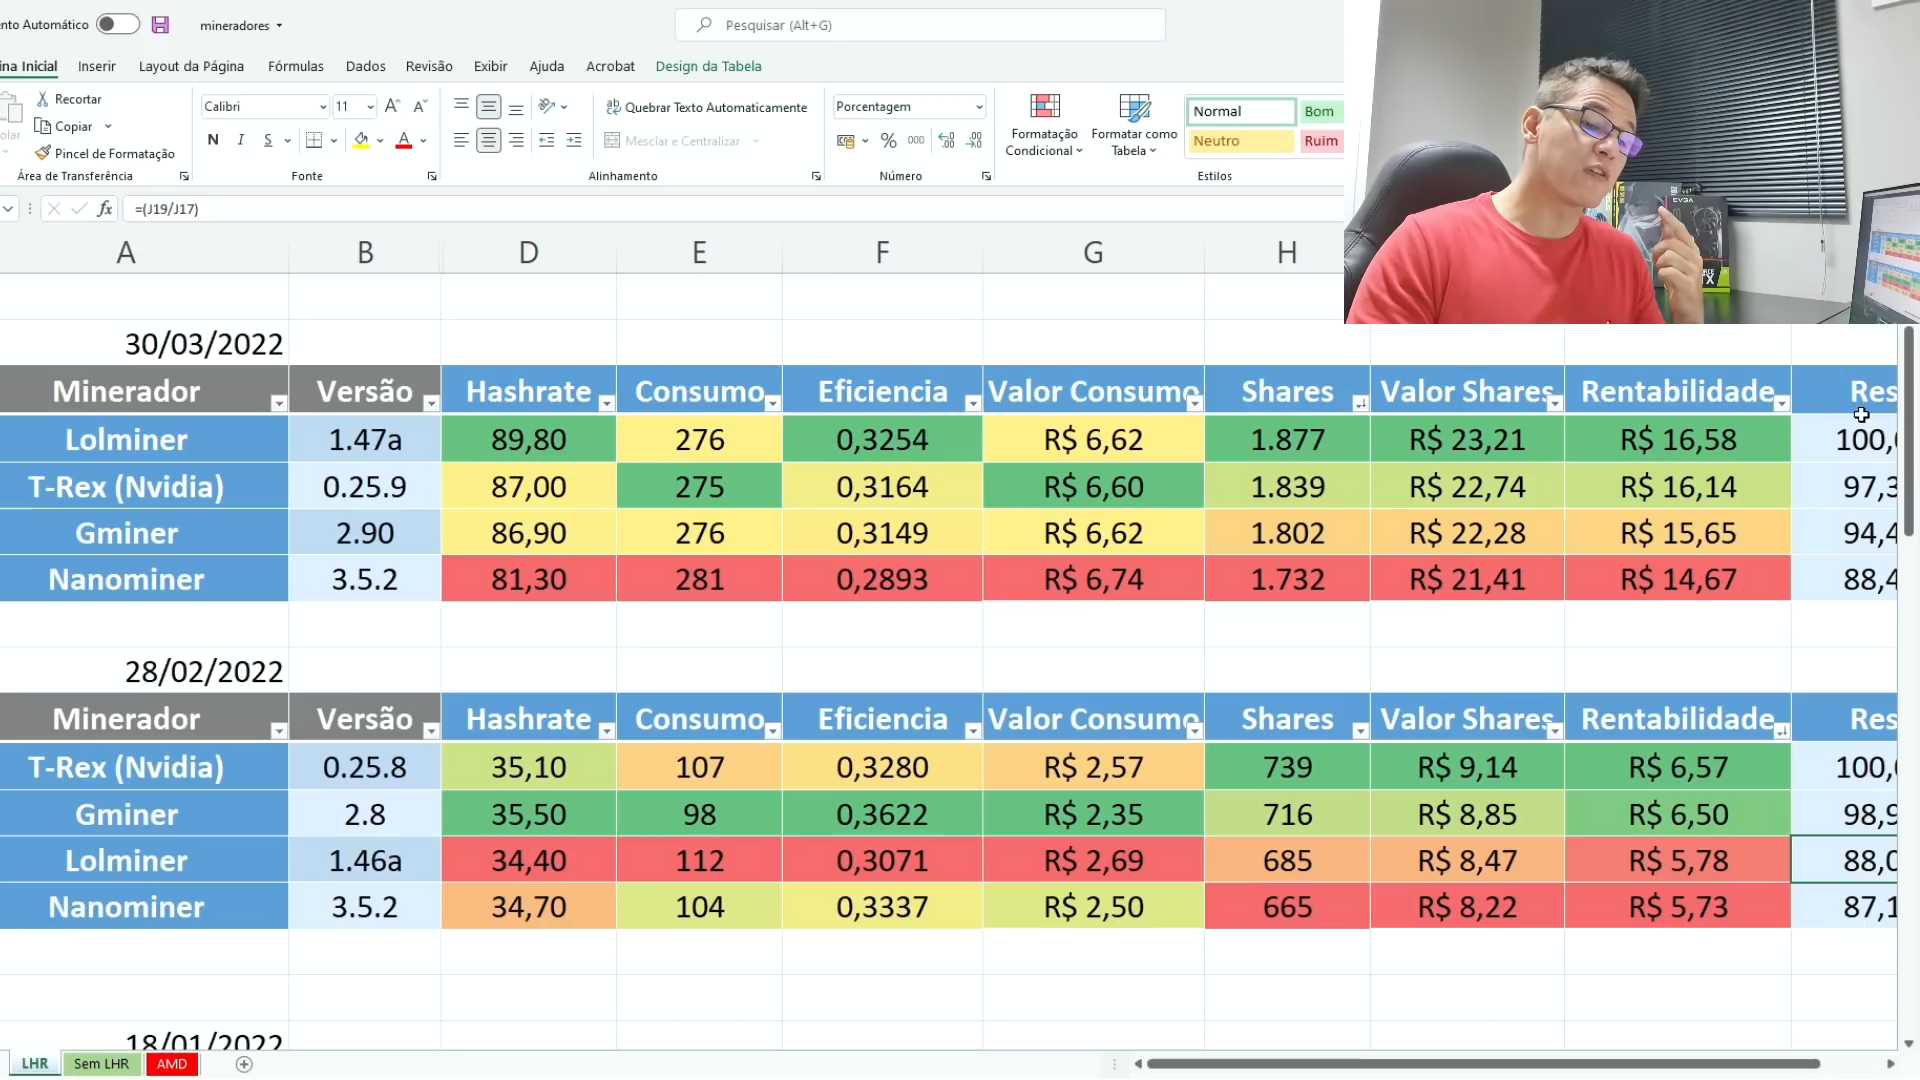 nto Automático
mineradores
Pesquisar (Alt+G)
ina Inicial Inserir Layout da Página Fórmulas Dados Revisão Exibir Ajuda Acrobat Design da Tabela
Recortar
Copiar
Pincel de Formatação
olar
Área de Transferência
Calibri 11
N I S
Fonte
Quebrar Texto Automaticamente
Mesclar e Centralizar
Alinhamento
Porcentagem
% 000
Número
Formatação Condicional
Formatar como Tabela
Normal Bom
Neutro Ruim
Estilos
fx =(J19/J17)
A B D E F G H
30/03/2022
Minerador Versão Hashrate Consumo Eficiencia Valor Consumo Shares Valor Shares Rentabilidade Res
Lolminer 1.47a 89,80 276 0,3254 R$ 6,62 1.877 R$ 23,21 R$ 16,58 100,
T-Rex (Nvidia) 0.25.9 87,00 275 0,3164 R$ 6,60 1.839 R$ 22,74 R$ 16,14 97,3
Gminer 2.90 86,90 276 0,3149 R$ 6,62 1.802 R$ 22,28 R$ 15,65 94,4
Nanominer 3.5.2 81,30 281 0,2893 R$ 6,74 1.732 R$ 21,41 R$ 14,67 88,4
28/02/2022
Minerador Versão Hashrate Consumo Eficiencia Valor Consumo Shares Valor Shares Rentabilidade Res
T-Rex (Nvidia) 0.25.8 35,10 107 0,3280 R$ 2,57 739 R$ 9,14 R$ 6,57 100,
Gminer 2.8 35,50 98 0,3622 R$ 2,35 716 R$ 8,85 R$ 6,50 98,9
Lolminer 1.46a 34,40 112 0,3071 R$ 2,69 685 R$ 8,47 R$ 5,78 88,0
Nanominer 3.5.2 34,70 104 0,3337 R$ 2,50 665 R$ 8,22 R$ 5,73 87,1
18/01/2022
LHR Sem LHR AMD
EVGA